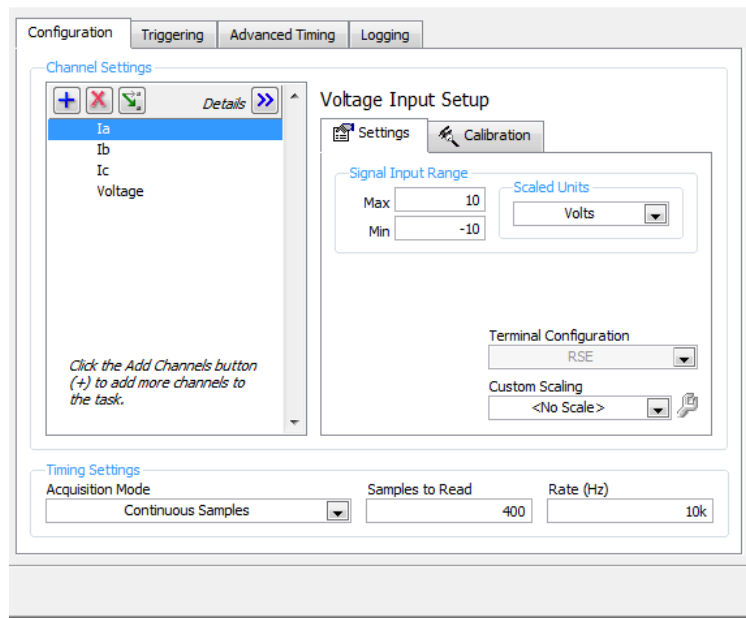 Configuration Triggering Advanced Timing Logging
Channel Settings
Details
Ia
Ib
Ic
Voltage
Click the Add Channels button
(+) to add more channels to
the task.
Voltage Input Setup
Settings Calibration
Signal Input Range
Max 10
Min -10
Scaled Units
Volts
Terminal Configuration
RSE
Custom Scaling
<No Scale>
Timing Settings
Acquisition Mode Samples to Read Rate (Hz)
Continuous Samples 400 10k